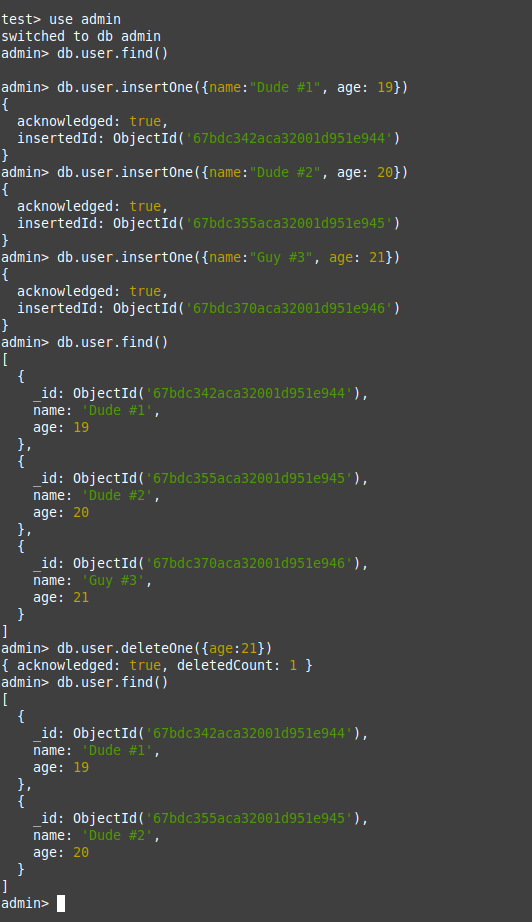 test> use admin
switched to db admin
admin> db.user.find()

admin> db.user.insertOne({name:"Dude #1", age: 19})
{
  acknowledged: true,
  insertedId: ObjectId('67bdc342aca32001d951e944')
}
admin> db.user.insertOne({name:"Dude #2", age: 20})
{
  acknowledged: true,
  insertedId: ObjectId('67bdc355aca32001d951e945')
}
admin> db.user.insertOne({name:"Guy #3", age: 21})
{
  acknowledged: true,
  insertedId: ObjectId('67bdc370aca32001d951e946')
}
admin> db.user.find()
[
  {
    _id: ObjectId('67bdc342aca32001d951e944'),
    name: 'Dude #1',
    age: 19
  },
  {
    _id: ObjectId('67bdc355aca32001d951e945'),
    name: 'Dude #2',
    age: 20
  },
  {
    _id: ObjectId('67bdc370aca32001d951e946'),
    name: 'Guy #3',
    age: 21
  }
]
admin> db.user.deleteOne({age:21})
{ acknowledged: true, deletedCount: 1 }
admin> db.user.find()
[
  {
    _id: ObjectId('67bdc342aca32001d951e944'),
    name: 'Dude #1',
    age: 19
  },
  {
    _id: ObjectId('67bdc355aca32001d951e945'),
    name: 'Dude #2',
    age: 20
  }
]
admin>